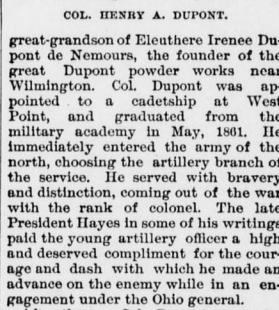 COL. HENRY A. DUPONT.
great-grandson of Eleuthere Irenee Du-
pont de Nemours, the founder of the
great Dupont powder works near
Wilmington. Col. Dupont was ap-
pointed to a cadetship at West
Point, and graduated from the
military academy in May, 1861. He
immediately entered the army of the
north, choosing the artillery branch of
the service. He served with bravery
and distinction, coming out of the war
with the rank of colonel. The late
President Hayes in some of his writings
paid the young artillery officer a high
and deserved compliment for the cour-
age and dash with which he made an
advance on the enemy while in an en-
gagement under the Ohio general.